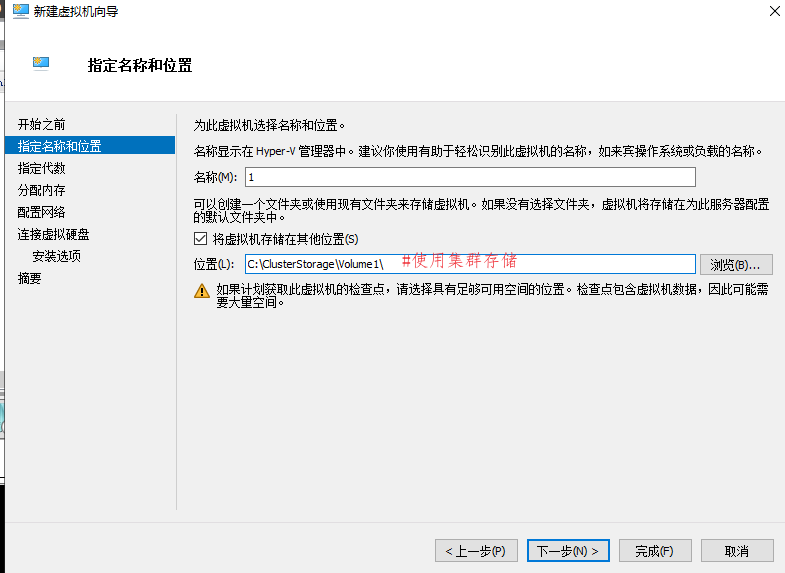 新建虚拟机向导
指定名称和位置
开始之前
指定名称和位置
指定代数
分配内存
配置网络
连接虚拟硬盘
安装选项
摘要
为此虚拟机选择名称和位置。
名称显示在 Hyper-V 管理器中。建议你使用有助于轻松识别此虚拟机的名称，如来宾操作系统或负载的名称。
名称(M): 1
可以创建一个文件夹或使用现有文件夹来存储虚拟机。如果没有选择文件夹，虚拟机将存储在为此服务器配置
的默认文件夹中。
将虚拟机存储在其他位置(S)
位置(L): C:\ClusterStorage\Volume1\ #使用集群存储 浏览(B)...
如果计划获取此虚拟机的检查点，请选择具有足够可用空间的位置。检查点包含虚拟机数据，因此可能需
要大量空间。
< 上一步(P) 下一步(N) > 完成(F) 取消